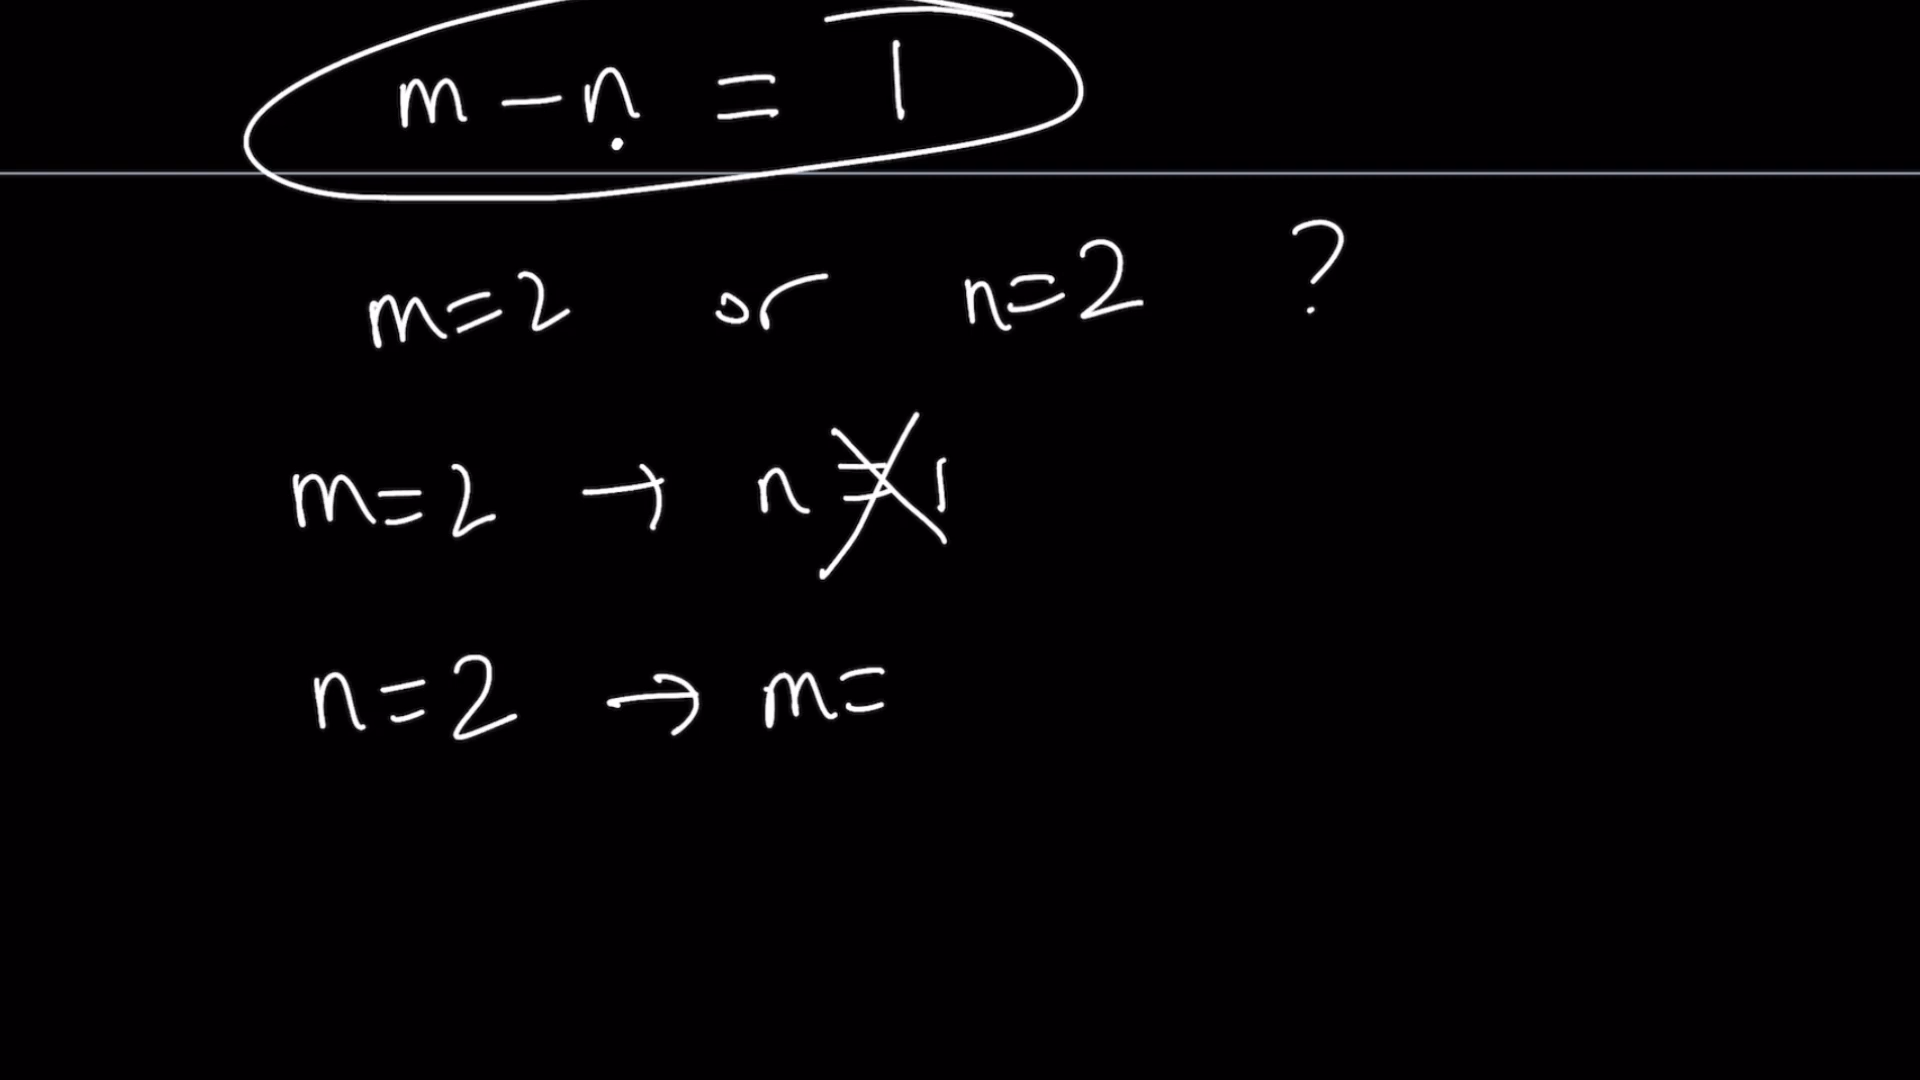 m - n = 1
m = 2 or n = 2 ?
m = 2 → n = 1
n = 2 → m =